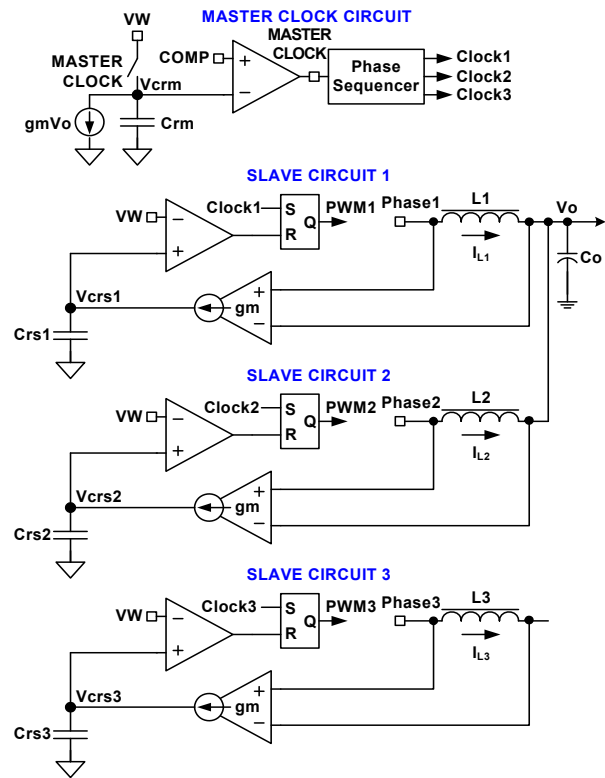 MASTER CLOCK CIRCUIT
VW
MASTER
CLOCK
COMP
MASTER
CLOCK
Vcrm
gmVo
Crm
+
−
Phase
Sequencer
Clock1
Clock2
Clock3
SLAVE CIRCUIT 1
VW
−
+
Clock1
S
R
Q
PWM1
Phase1
L1
IL1
Vo
Co
Vcrs1
gm
+
−
Crs1
SLAVE CIRCUIT 2
VW
−
+
Clock2
S
R
Q
PWM2
Phase2
L2
IL2
Vcrs2
gm
+
−
Crs2
SLAVE CIRCUIT 3
VW
−
+
Clock3
S
R
Q
PWM3
Phase3
L3
IL3
Vcrs3
gm
+
−
Crs3